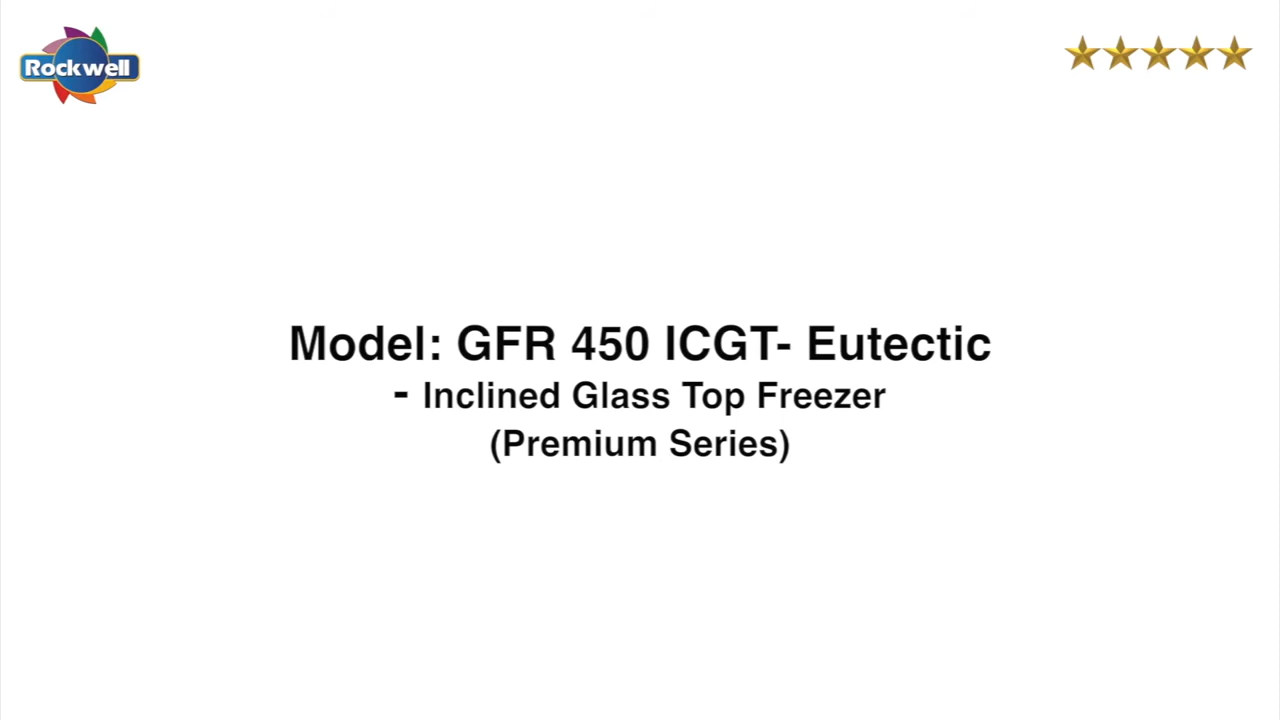 Rockwell
Model: GFR 450 ICGT- Eutectic
- Inclined Glass Top Freezer
(Premium Series)